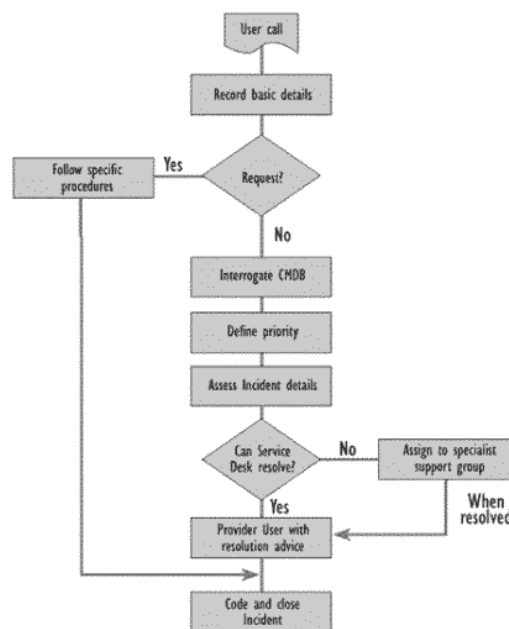 User call
Record basic details
Yes
Follow specific
procedures
Request?
No
Interrogate CMDB
Define priority
Assess Incident details
Can Service
Desk resolve?
No
Assign to specialist
support group
Yes
When
resolved
Provider User with
resolution advice
Code and close
Incident